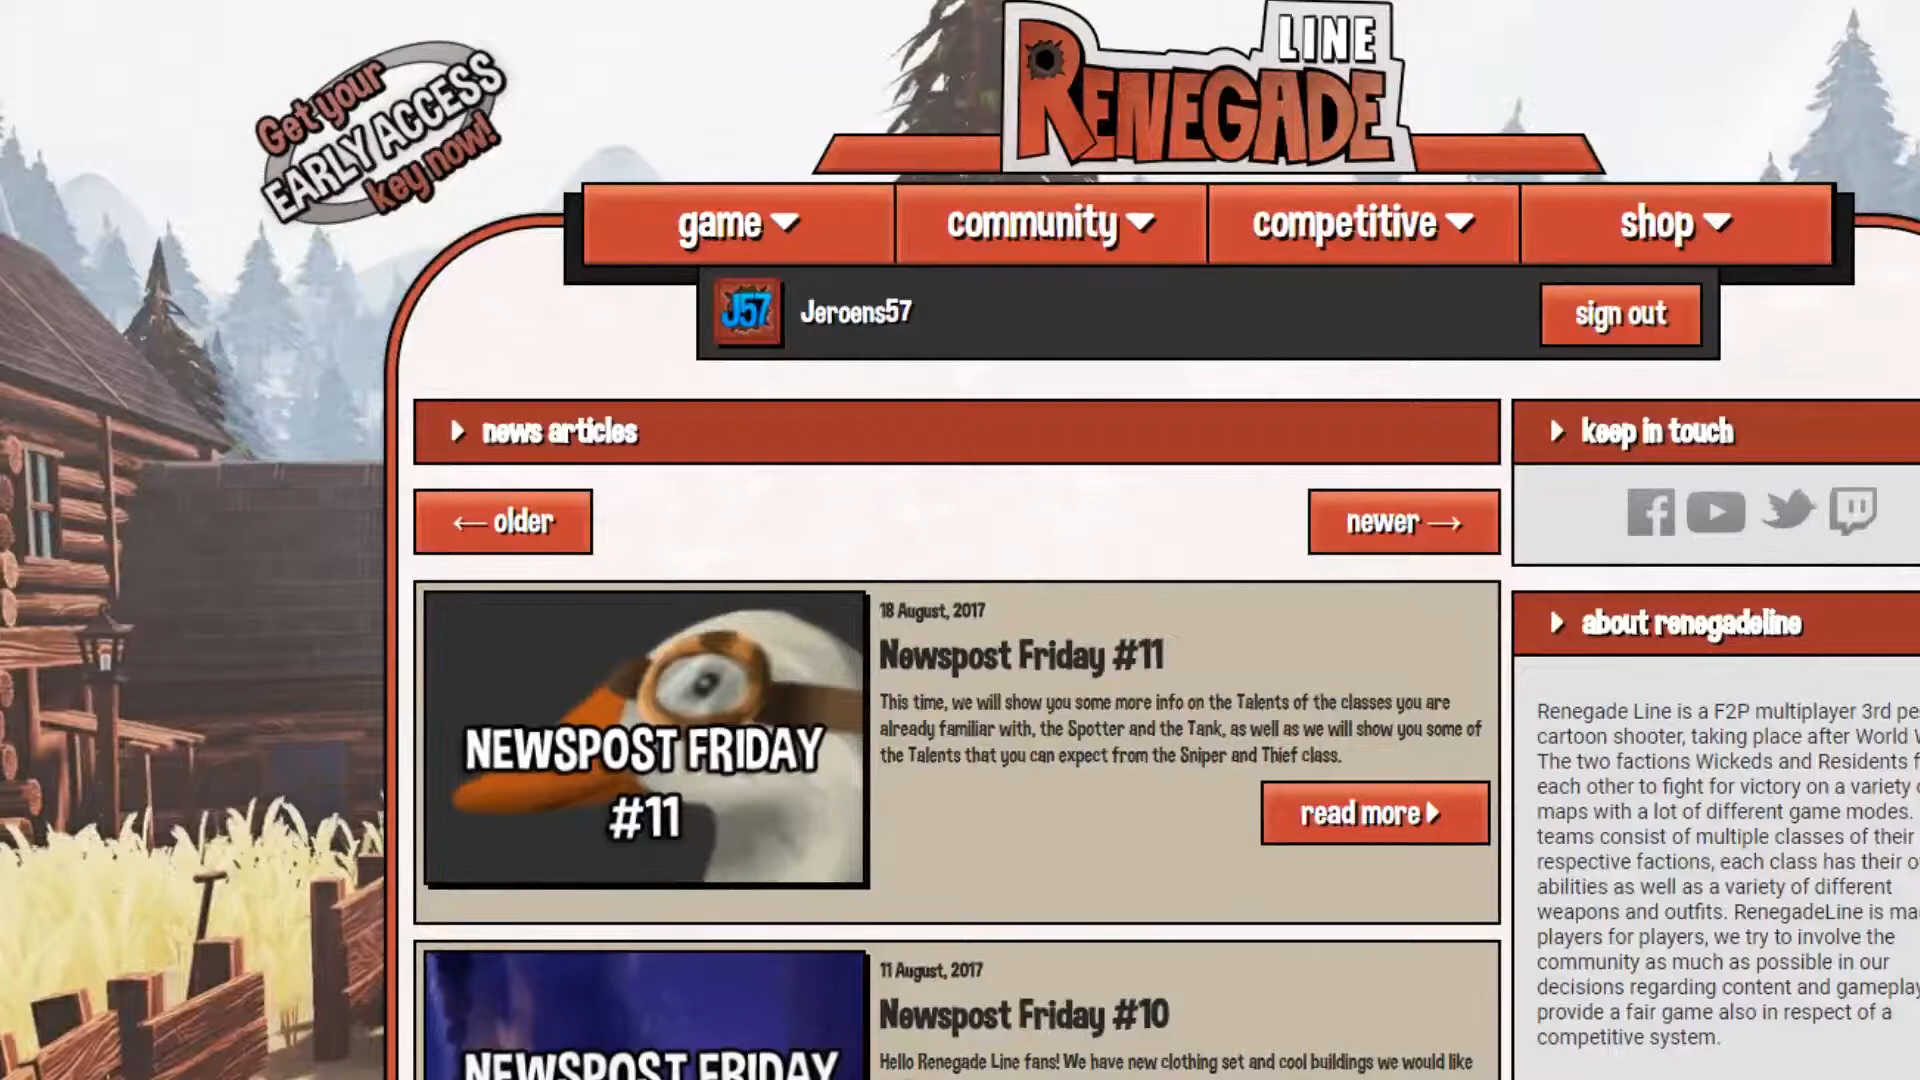 Get your
EARLY ACCESS
key now!
LINE
RENEGADE
game
community
competitive
shop
J57
Jeroens57
sign out
news articles
keep in touch
← older
newer →
18 August, 2017
Newspost Friday #11
This time, we will show you some more info on the Talents of the classes you are
already familiar with, the Spotter and the Tank, as well as we will show you some of
the Talents that you can expect from the Sniper and Thief class.
read more
NEWSPOST FRIDAY
#11
about renegadeline
Renegade Line is a F2P multiplayer 3rd pe
cartoon shooter, taking place after World
The two factions Wickeds and Residents f
each other to fight for victory on a variety
maps with a lot of different game modes.
teams consist of multiple classes of their
respective factions, each class has their o
abilities as well as a variety of different
weapons and outfits. RenegadeLine is ma
players for players, we try to involve the
community as much as possible in our
decisions regarding content and gameplay
provide a fair game also in respect of a
competitive system.
11 August, 2017
Newspost Friday #10
Hello Renegade Line fans! We have new clothing set and cool buildings we would like
NEWSPOST FRIDAY